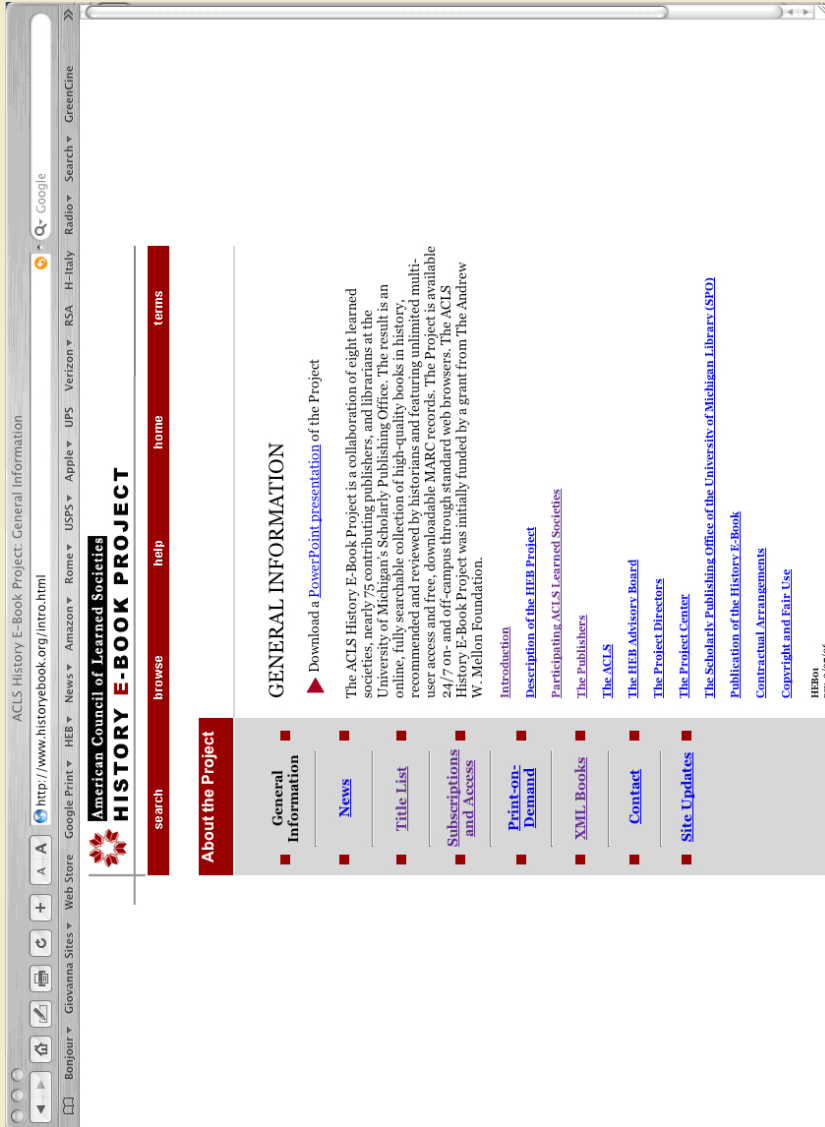 ACLS History E-Book Project: General Information
A A
http://www.historyebook.org/intro.html
Google
Bonjour Giovanna Sites Web Store Google Print HEB News Amazon Rome USPS Apple UPS Verizon RSA H-Italy Radio Search GreenCine
American Council of Learned Societies
HISTORY E-BOOK PROJECT
search browse help home terms
About the Project
General
Information
News
Title List
Subscriptions
and Access
Print-on-
Demand
XML Books
Contact
Site Updates
GENERAL INFORMATION
Download a PowerPoint presentation of the Project
The ACLS History E-Book Project is a collaboration of eight learned
societies, nearly 75 contributing publishers, and librarians at the
University of Michigan's Scholarly Publishing Office. The result is an
online, fully searchable collection of high-quality books in history,
recommended and reviewed by historians and featuring unlimited multi-
user access and free, downloadable MARC records. The Project is available
24/7 on- and off-campus through standard web browsers. The ACLS
History E-Book Project was initially funded by a grant from The Andrew
W. Mellon Foundation.
Introduction
Description of the HEB Project
Participating ACLS Learned Societies
The Publishers
The ACLS
The HEB Advisory Board
The Project Directors
The Project Center
The Scholarly Publishing Office of the University of Michigan Library (SPO)
Publication of the History E-Book
Contractual Arrangements
Copyright and Fair Use
HEB01